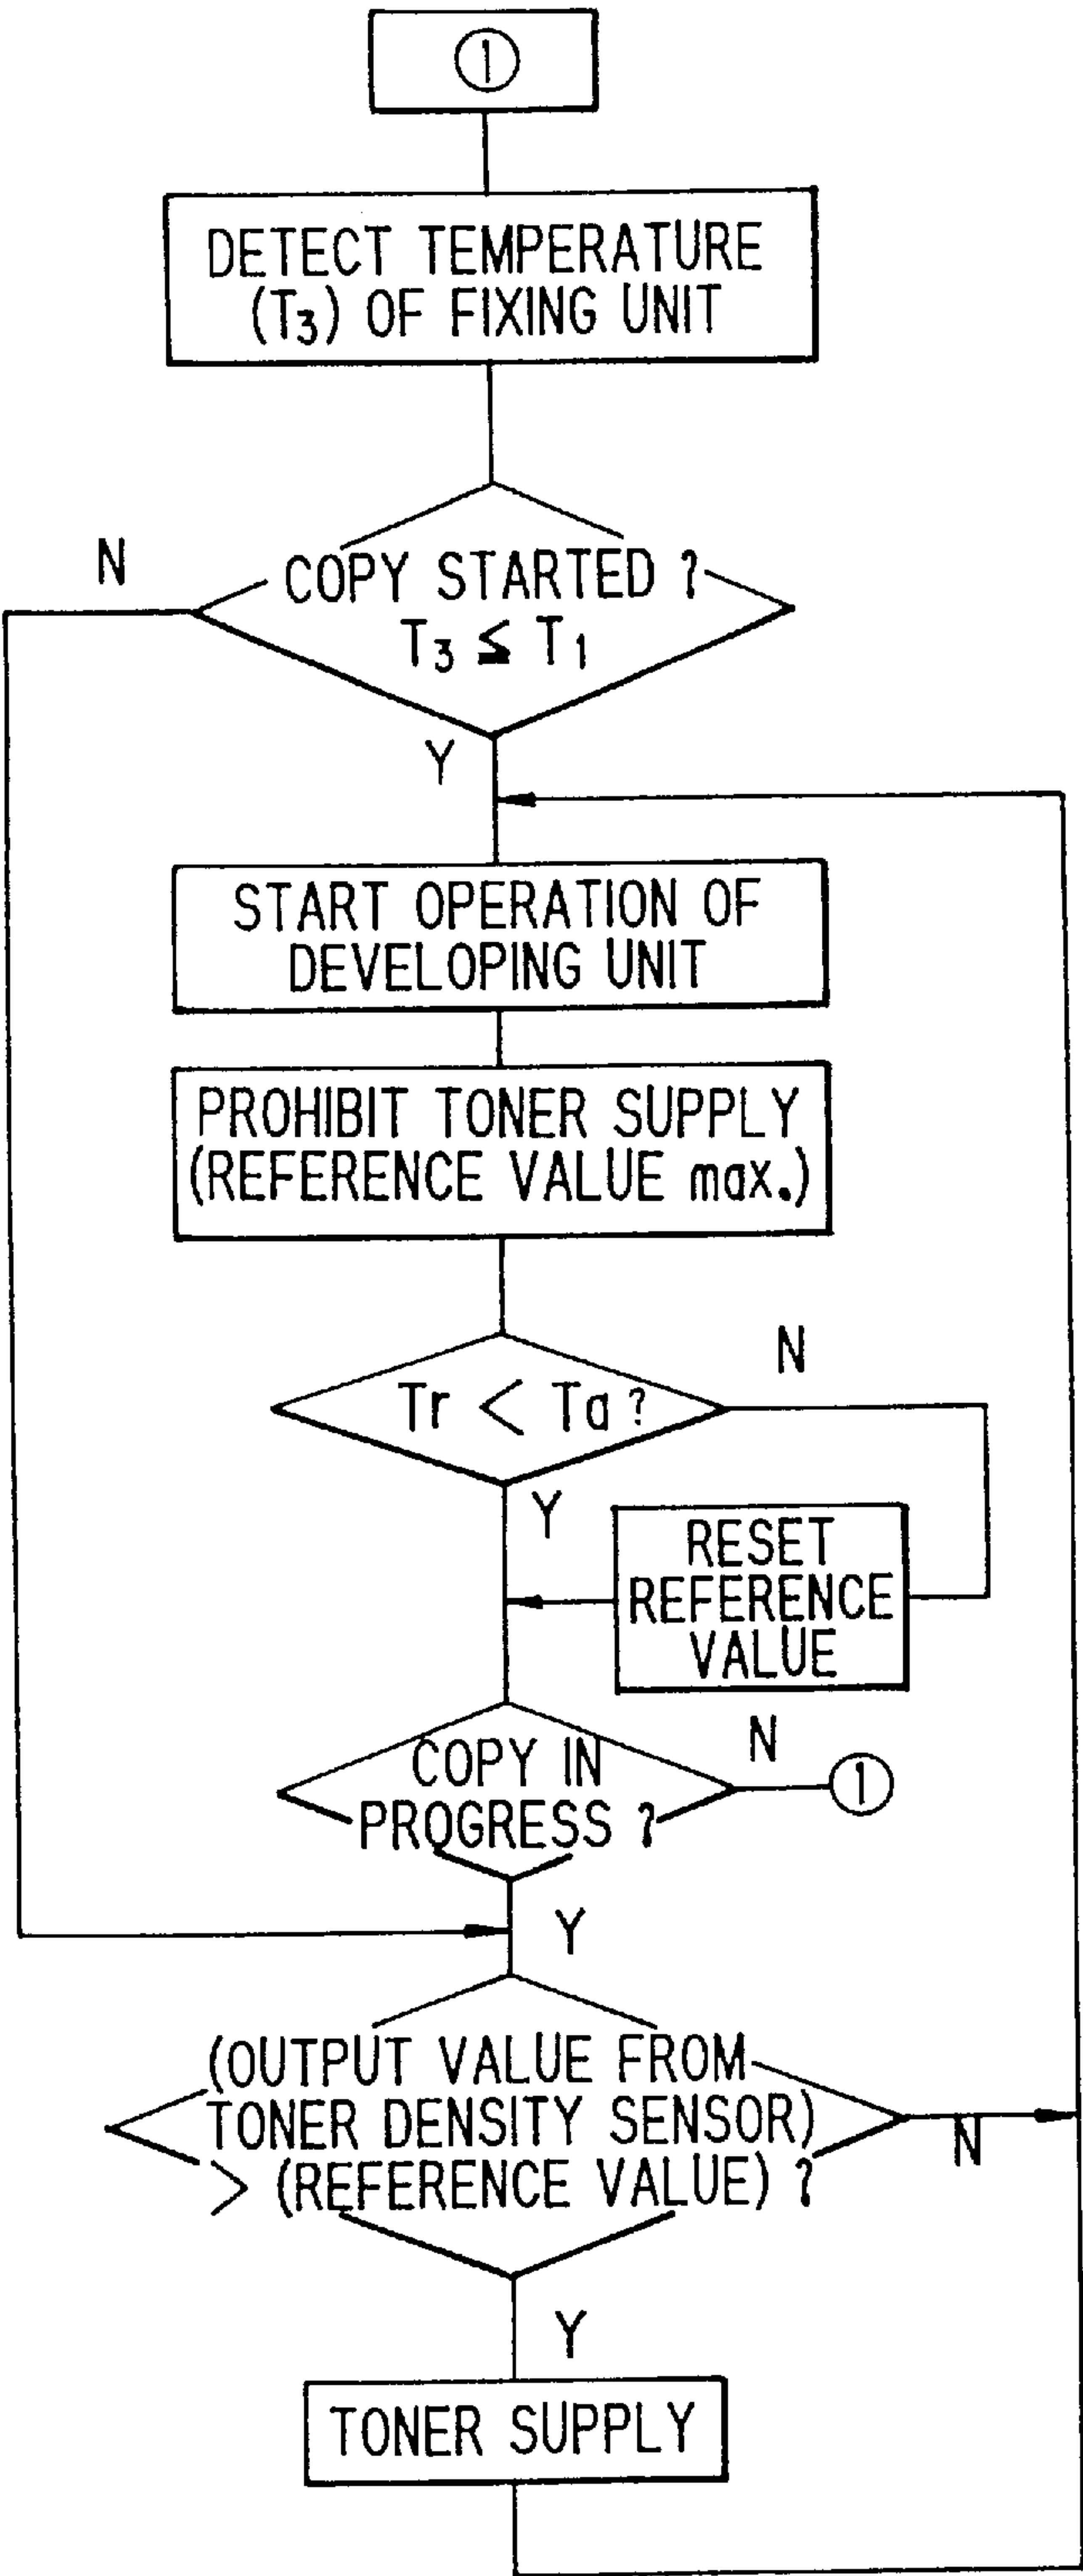 ①
DETECT TEMPERATURE
(T₃) OF FIXING UNIT
N
COPY STARTED ?
T₃ ≦ T₁
Y
START OPERATION OF
DEVELOPING UNIT
PROHIBIT TONER SUPPLY
(REFERENCE VALUE max.)
N
Tr < Ta ?
Y
RESET
REFERENCE
VALUE
N
COPY IN
PROGRESS ?
①
Y
(OUTPUT VALUE FROM
TONER DENSITY SENSOR)
> (REFERENCE VALUE) ?
N
Y
TONER SUPPLY